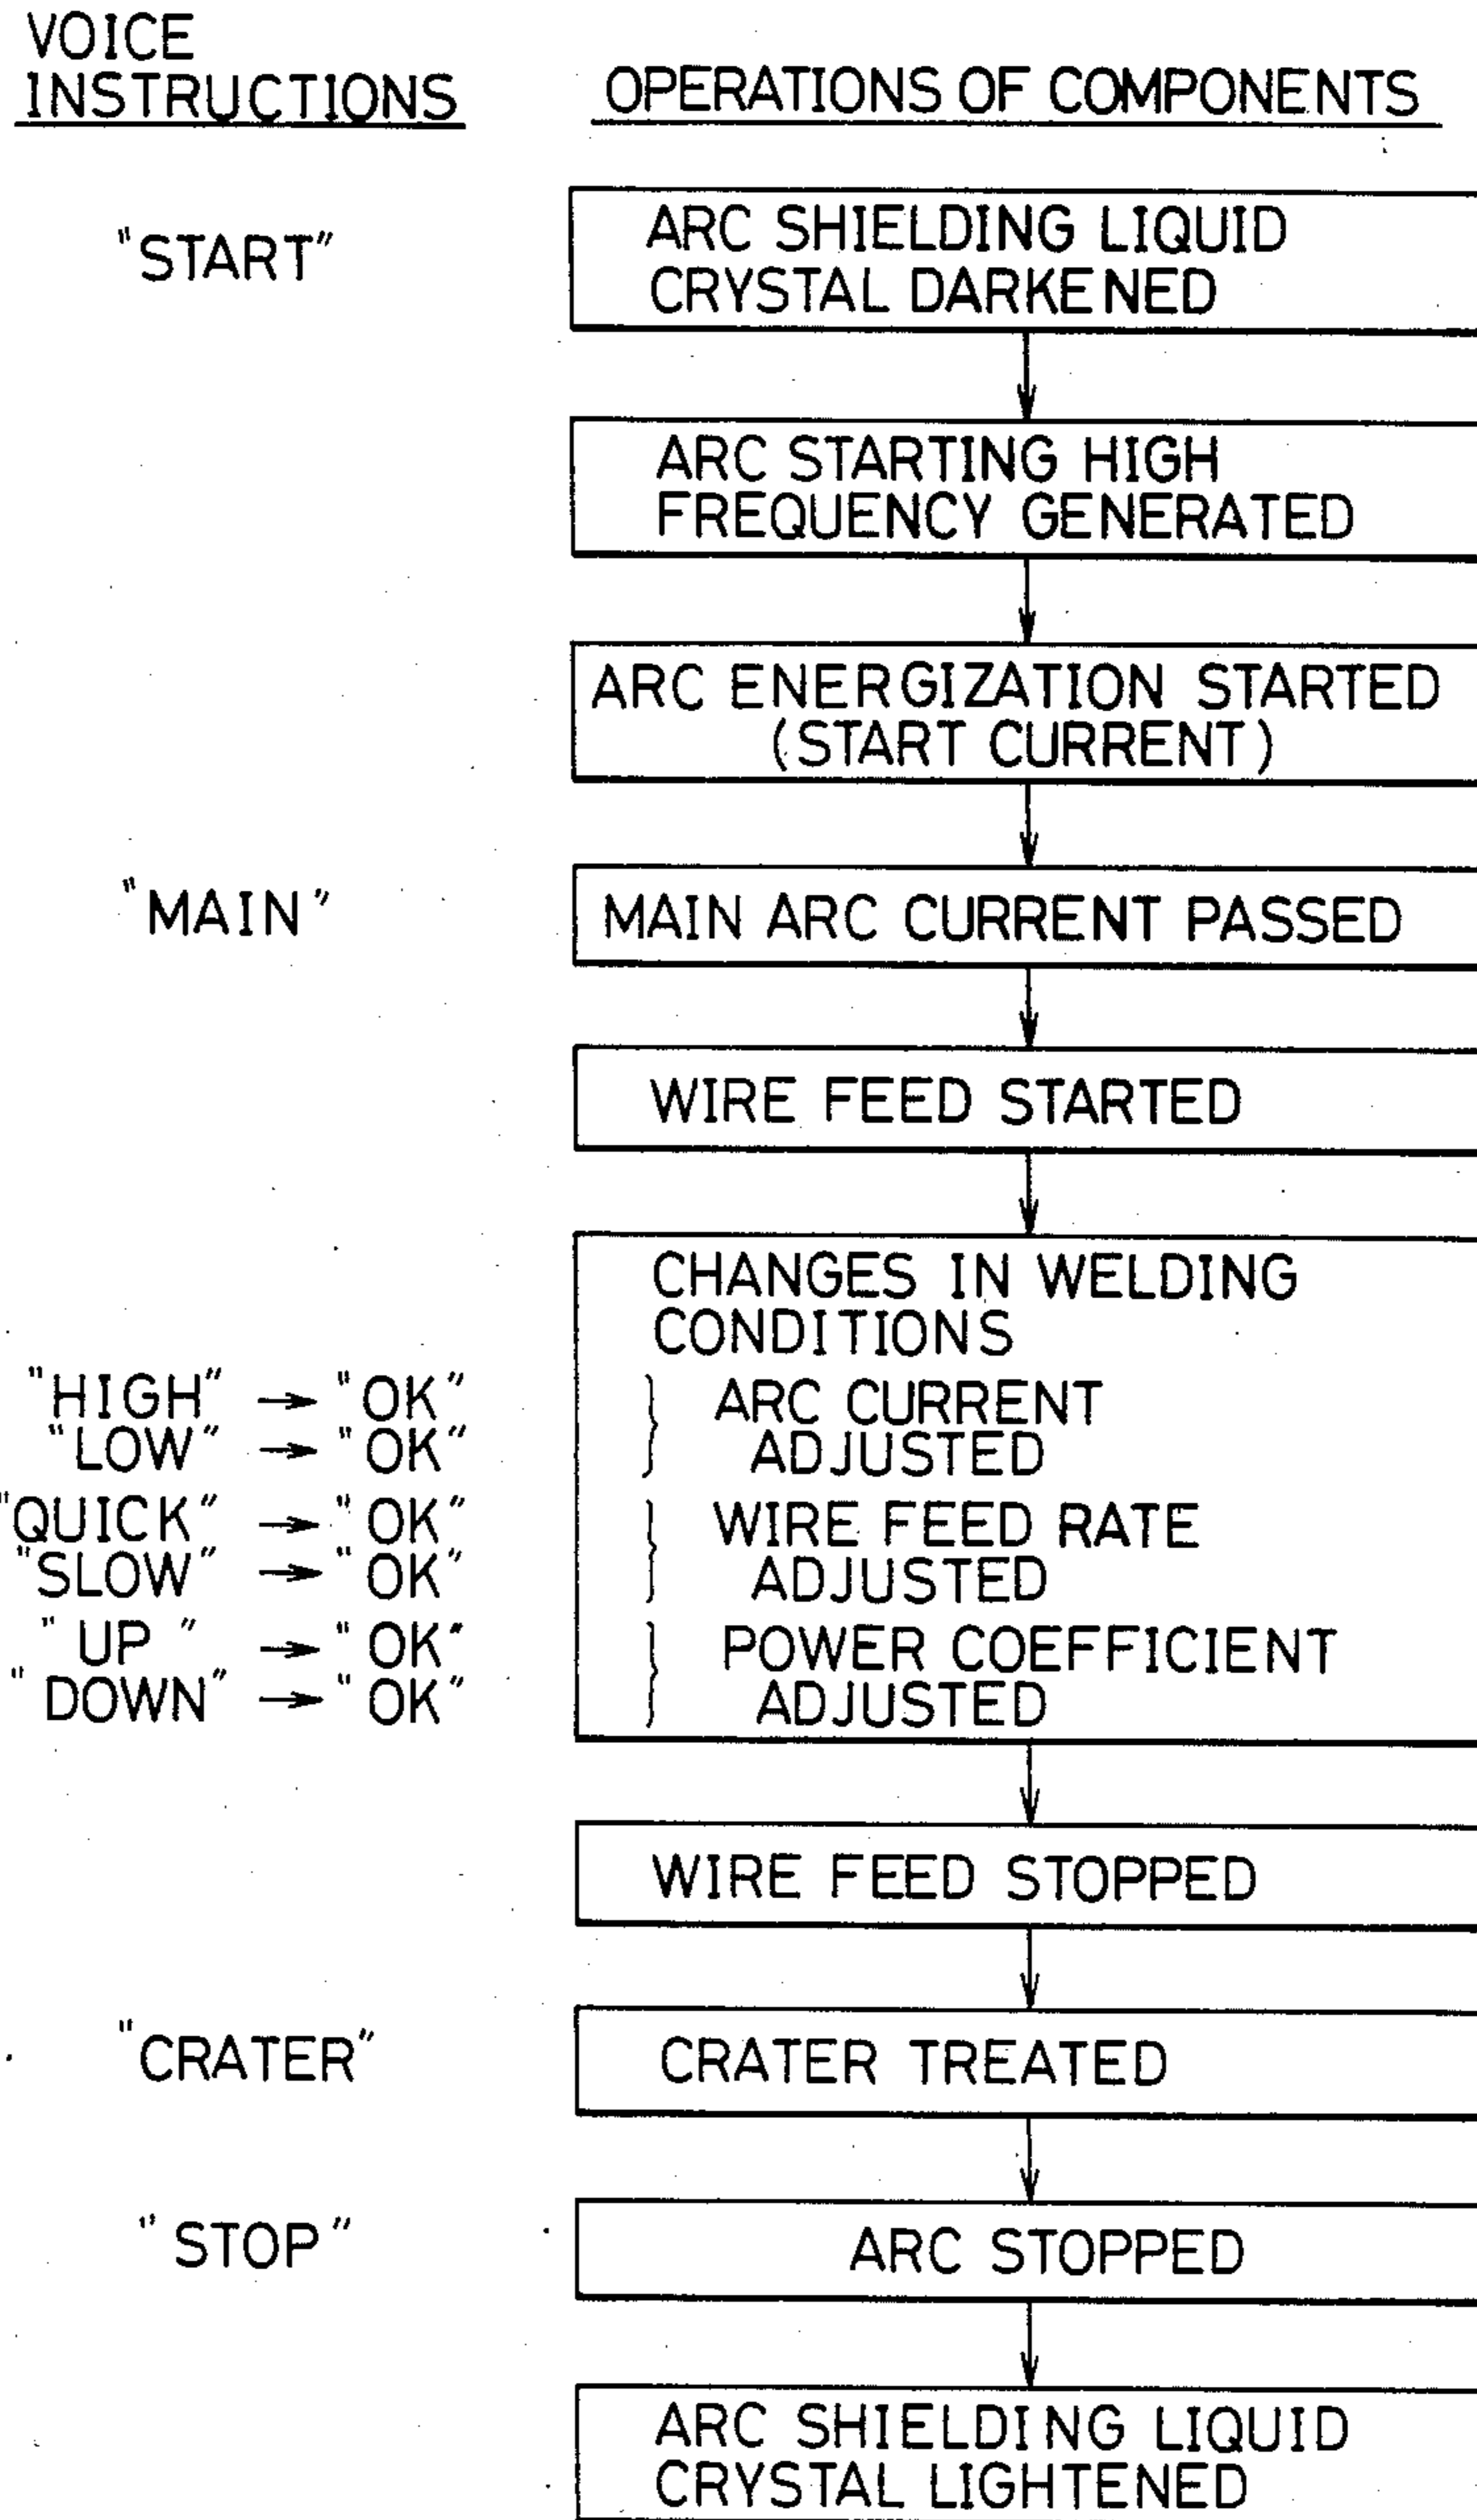 VOICE
INSTRUCTIONS
OPERATIONS OF COMPONENTS
"START"
ARC SHIELDING LIQUID
CRYSTAL DARKENED
ARC STARTING HIGH
FREQUENCY GENERATED
ARC ENERGIZATION STARTED
(START CURRENT)
"MAIN"
MAIN ARC CURRENT PASSED
WIRE FEED STARTED
CHANGES IN WELDING
CONDITIONS
"HIGH" → "OK"
"LOW" → "OK"
ARC CURRENT
ADJUSTED
"QUICK" → "OK"
"SLOW" → "OK"
WIRE FEED RATE
ADJUSTED
"UP" → "OK"
"DOWN" → "OK"
POWER COEFFICIENT
ADJUSTED
WIRE FEED STOPPED
"CRATER"
CRATER TREATED
"STOP"
ARC STOPPED
ARC SHIELDING LIQUID
CRYSTAL LIGHTENED